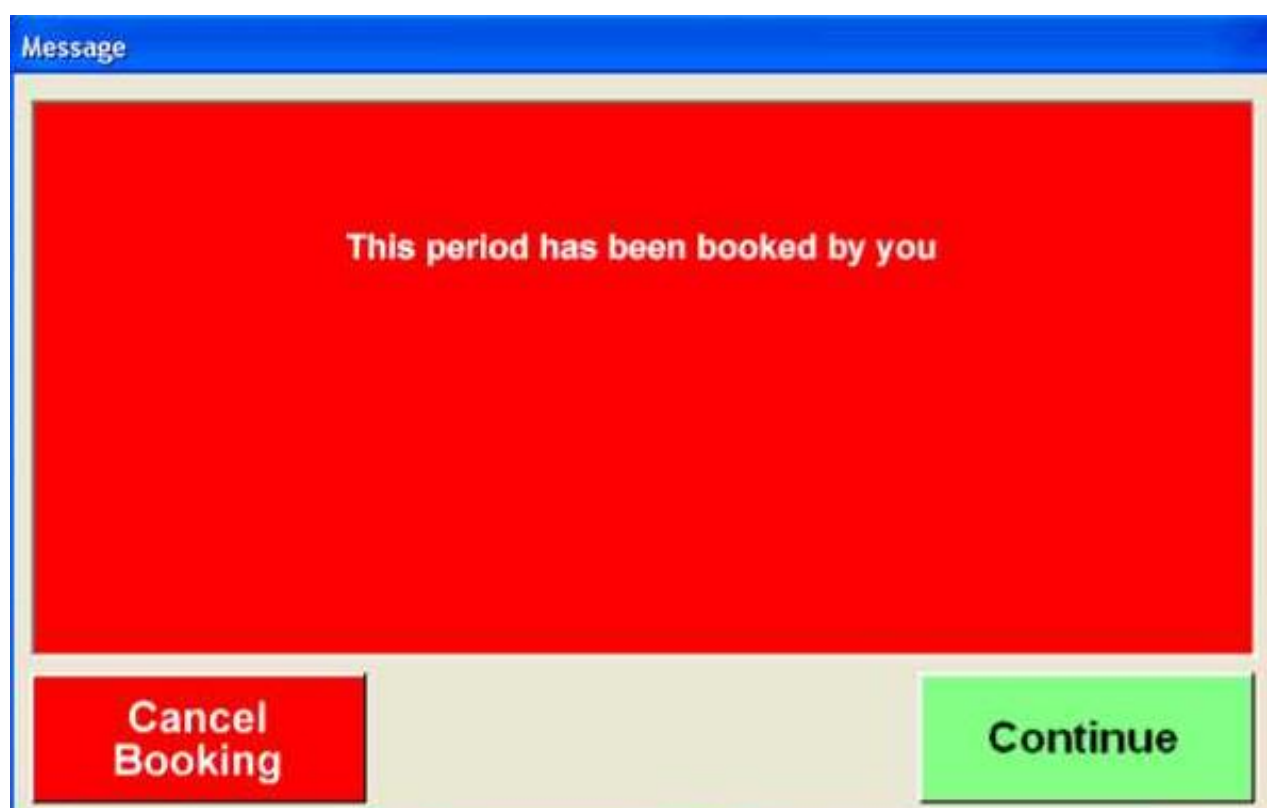 Message
This period has been booked by you
Cancel
Booking
Continue